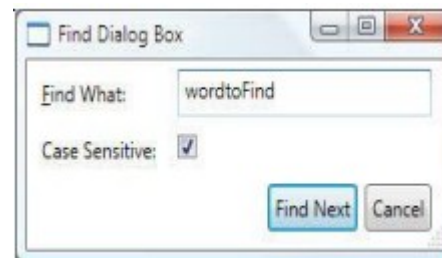 Find Dialog Box
Find What: wordtoFind
Case Sensitive:
Find Next Cancel